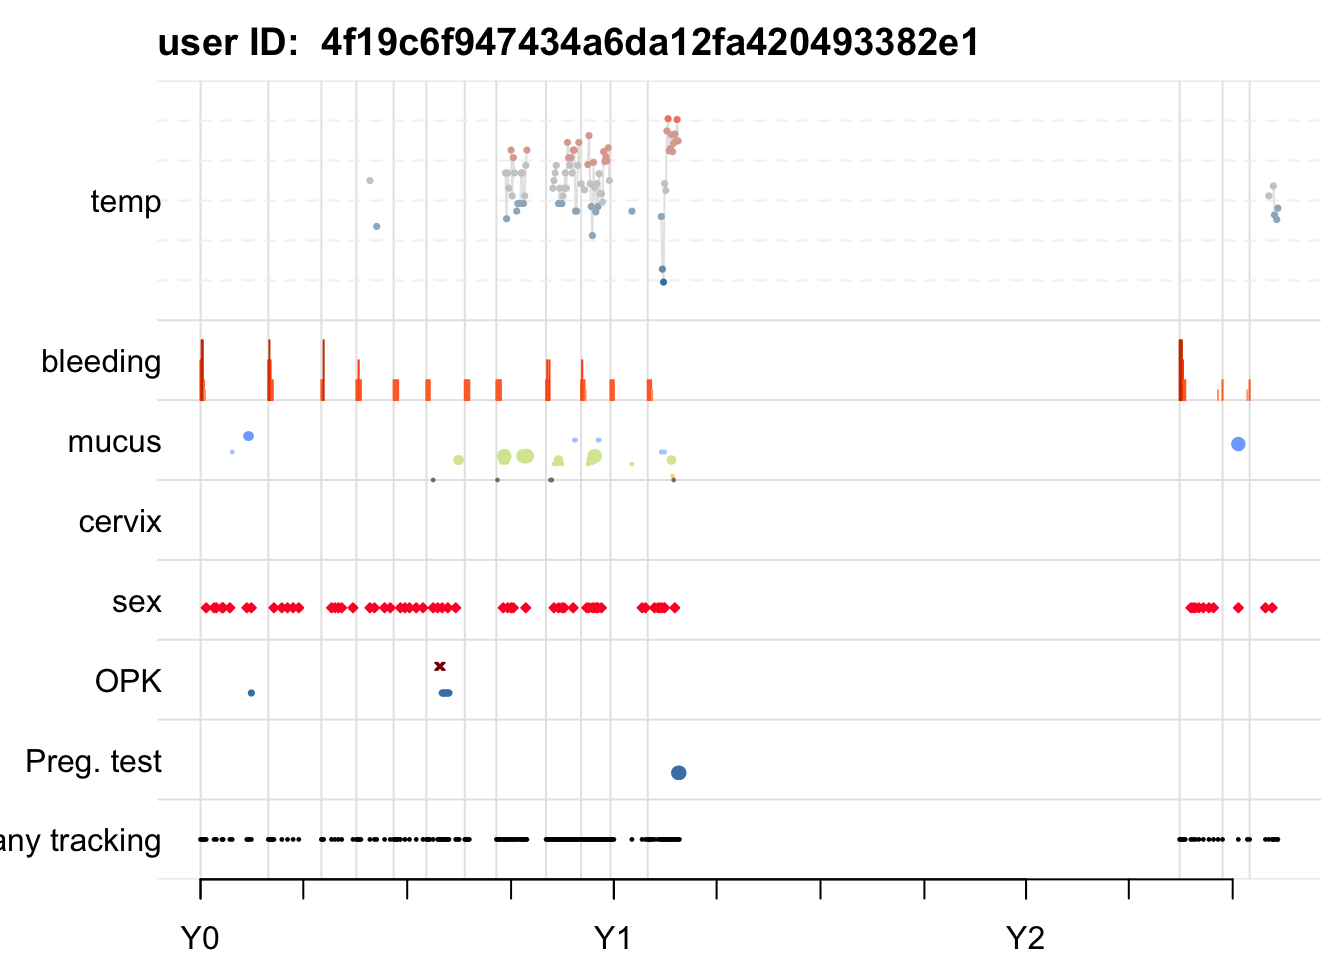 user ID:  4f19c6f947434a6da12fa420493382e1
temp
bleeding
mucus
cervix
sex
OPK
Preg. test
any tracking
Y0 Y1 Y2